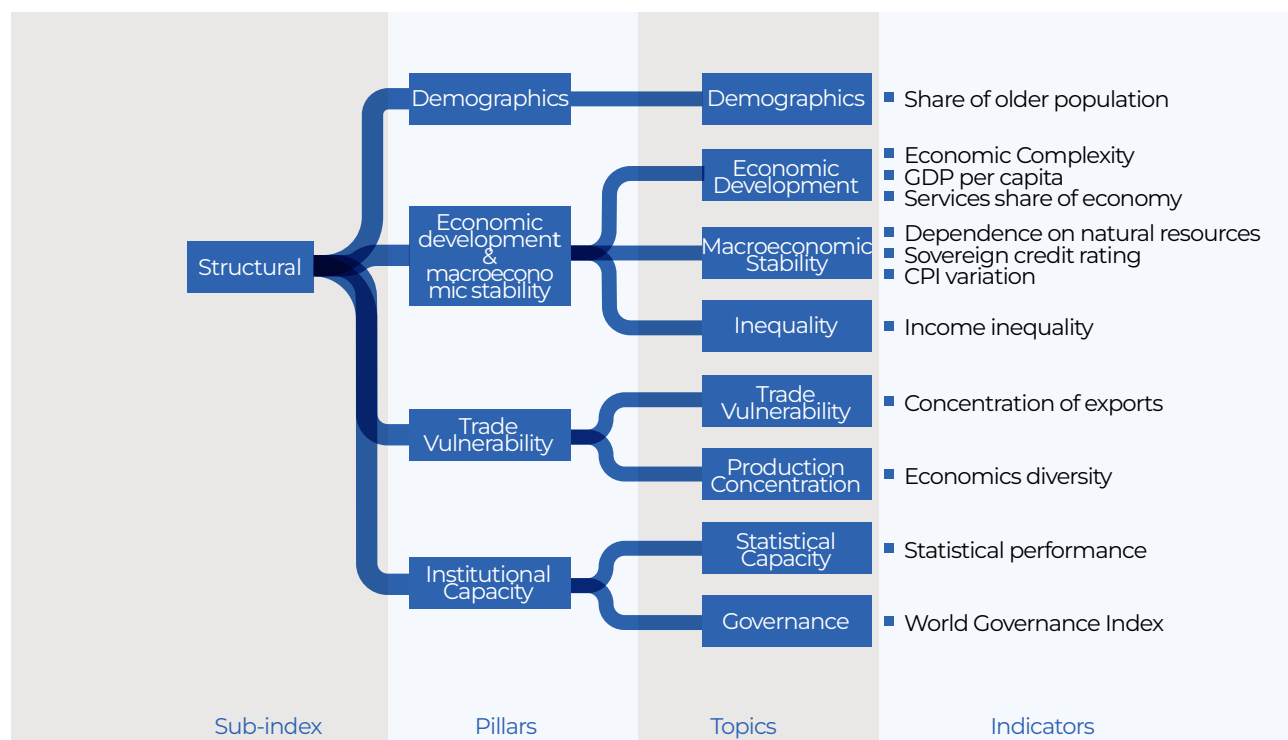 Structural
Demographics
Economic
development
&
macroecono
mic stability
Trade
Vulnerability
Institutional
Capacity
Demographics
Economic
Development
Macroeconomic
Stability
Inequality
Trade
Vulnerability
Production
Concentration
Statistical
Capacity
Governance
Share of older population
Economic Complexity
GDP per capita
Services share of economy
Dependence on natural resources
Sovereign credit rating
CPI variation
Income inequality
Concentration of exports
Economics diversity
Statistical performance
World Governance Index
Sub-index
Pillars
Topics
Indicators